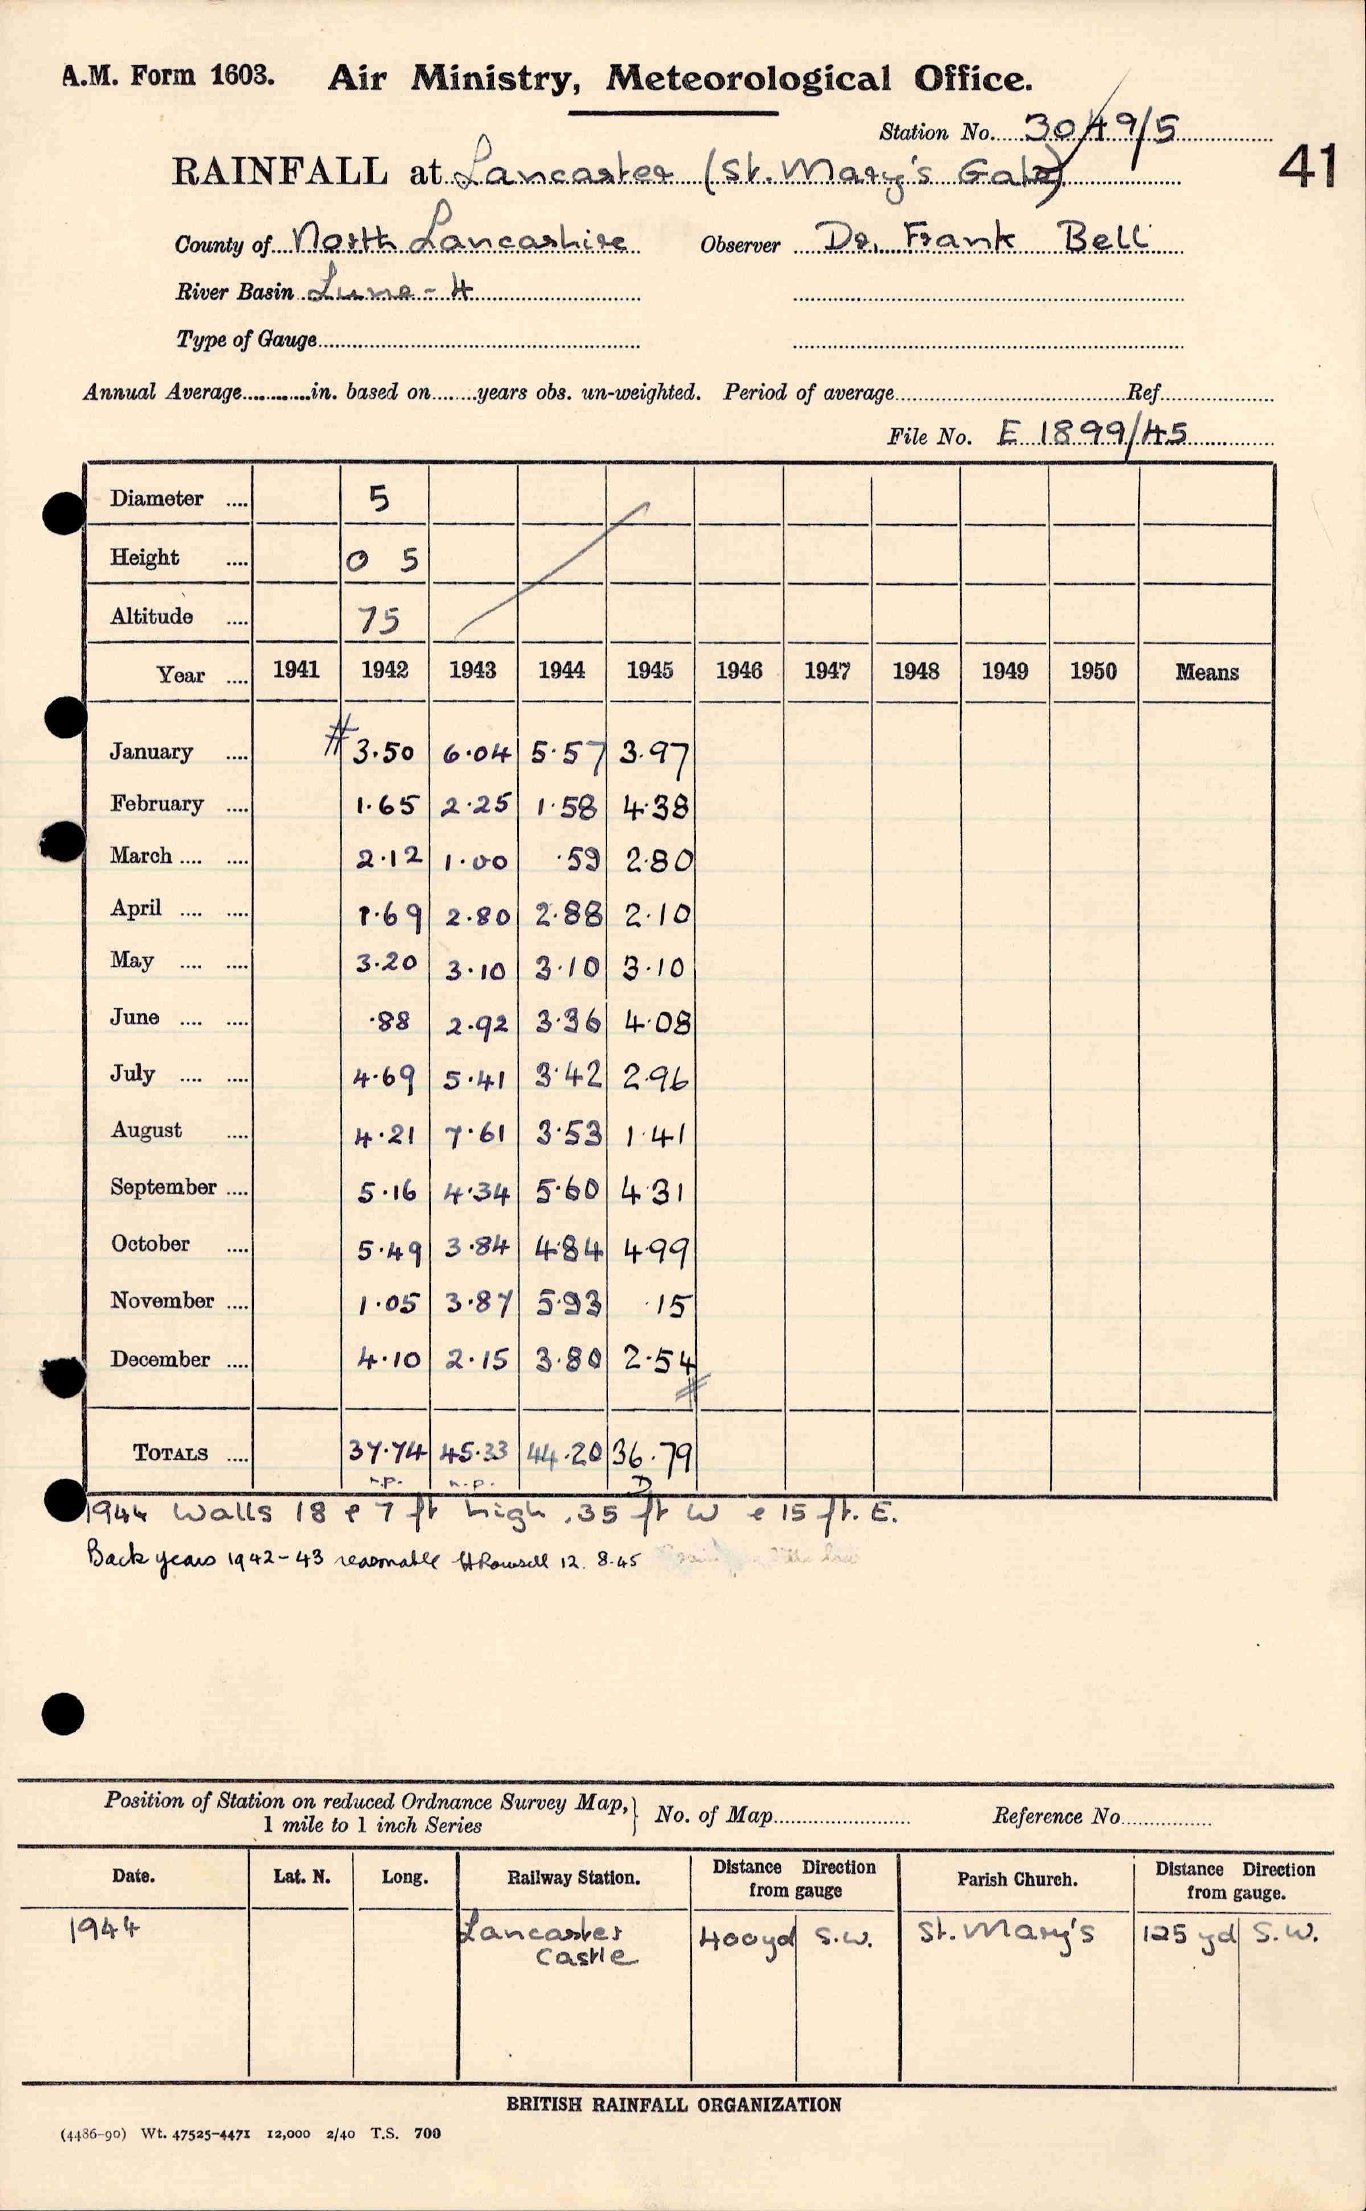 A.M. Form 1603. Air Ministry, Meteorological Office.
Station No. 3049/5
41
RAINFALL at Lancaster (St. Mary's Gate)
County of North Lancashire Observer Dr. Frank Bell
River Basin Lune - 4
Type of Gauge
Annual Average in. based on years obs. un-weighted. Period of average Ref.
File No. E 1899/45
Diameter .... 5
Height .... 0 5
Altitude .... 75
Year .... 1941 1942 1943 1944 1945 1946 1947 1948 1949 1950 Means
January .... 3.50 6.04 5.57 3.97
February .... 1.65 2.25 1.58 4.38
March .... .... 2.12 1.00 .59 2.80
April .... .... 1.69 2.80 2.88 2.10
May .... .... 3.20 3.10 3.10 3.10
June .... .... .88 2.92 3.36 4.08
July .... .... 4.69 5.41 3.42 2.96
August .... 4.21 7.61 3.53 1.41
September .... 5.16 4.34 5.60 4.31
October .... 5.49 3.84 4.84 4.99
November .... 1.05 3.87 5.93 .15
December .... 4.10 2.15 3.80 2.54
TOTALS .... 37.74 45.33 44.20 36.79
n.p. n.p. D
1944 Walls 18 & 7 ft high, 35 ft W & 15 ft. E.
Back years 1942-43 reasonable 12.8.45
Position of Station on reduced Ordnance Survey Map, } No. of Map Reference No
1 mile to 1 inch Series
Date. Lat. N. Long. Railway Station. Distance Direction from gauge Parish Church. Distance Direction from gauge.
1944 Lancaster Castle 400yd S.W. St. Mary's 125 yd S.W.
BRITISH RAINFALL ORGANIZATION
(4486-90) Wt. 47525-4471 12,000 2/40 T.S. 700